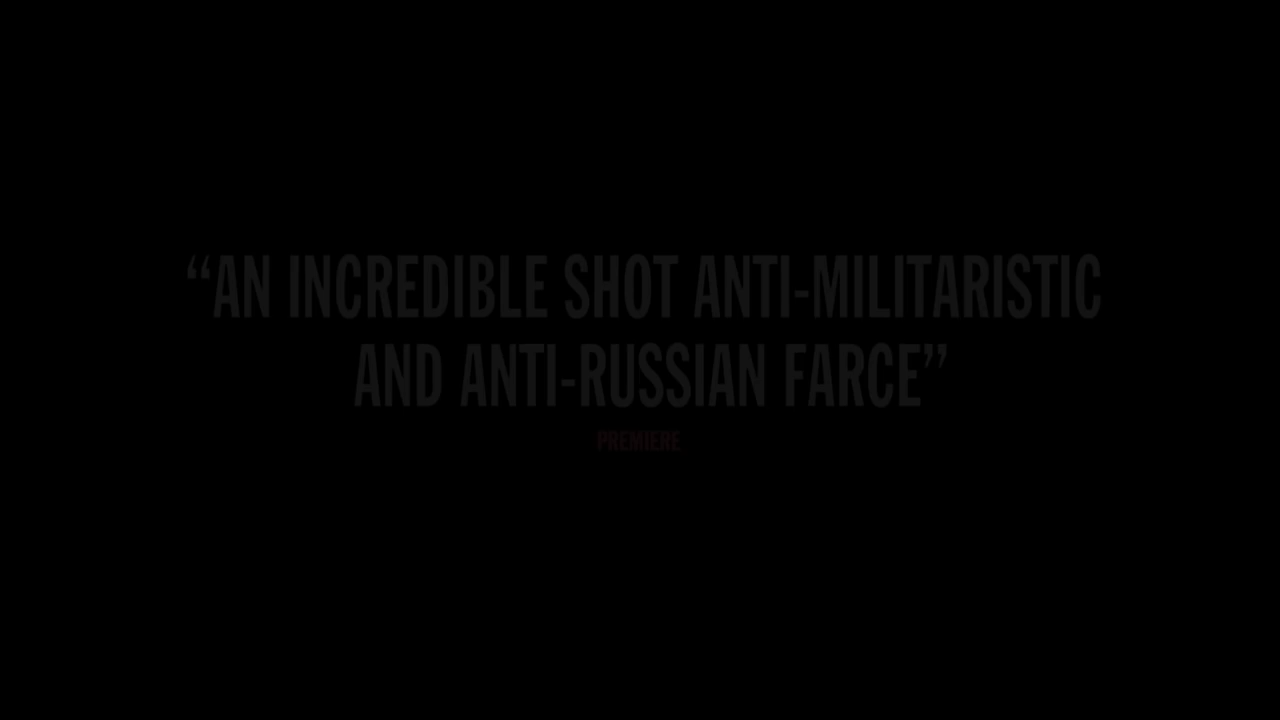 “AN INCREDIBLE SHOT ANTI-MILITARISTIC
AND ANTI-RUSSIAN FARCE”
PREMIERE